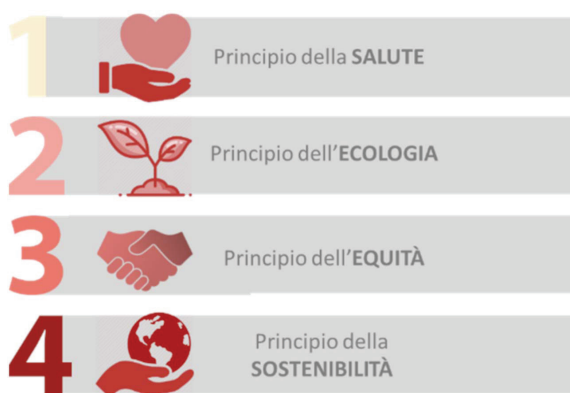 1
Principio della SALUTE
2
Principio dell'ECOLOGIA
3
Principio dell'EQUITÀ
4
Principio della
SOSTENIBILITÀ